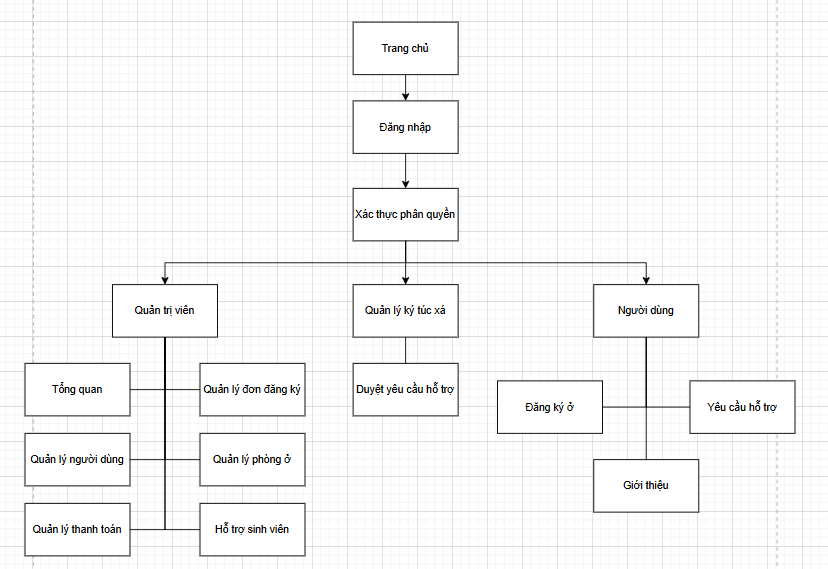 Trang chủ
Đăng nhập
Xác thực phân quyền
Quản trị viên
Quản lý ký túc xá
Người dùng
Tổng quan
Quản lý đơn đăng ký
Duyệt yêu cầu hỗ trợ
Đăng ký ở
Yêu cầu hỗ trợ
Quản lý người dùng
Quản lý phòng ở
Giới thiệu
Quản lý thanh toán
Hỗ trợ sinh viên